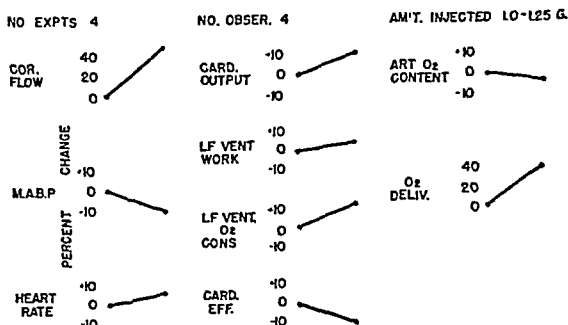 NO EXPTS 4
NO. OBSER. 4
AM'T. INJECTED 1.0-1.25 G.
COR.
FLOW
40
20
0
CARD.
OUTPUT
+10
0
-10
ART O2
CONTENT
+10
0
-10
PERCENT CHANGE
M.A.B.P
+10
0
-10
LF VENT
WORK
+10
0
-10
O2
DELIV.
40
20
0
LF VENT.
O2
CONS
+10
0
-10
HEART
RATE
+10
0
-10
CARD.
EFF.
+10
0
-10